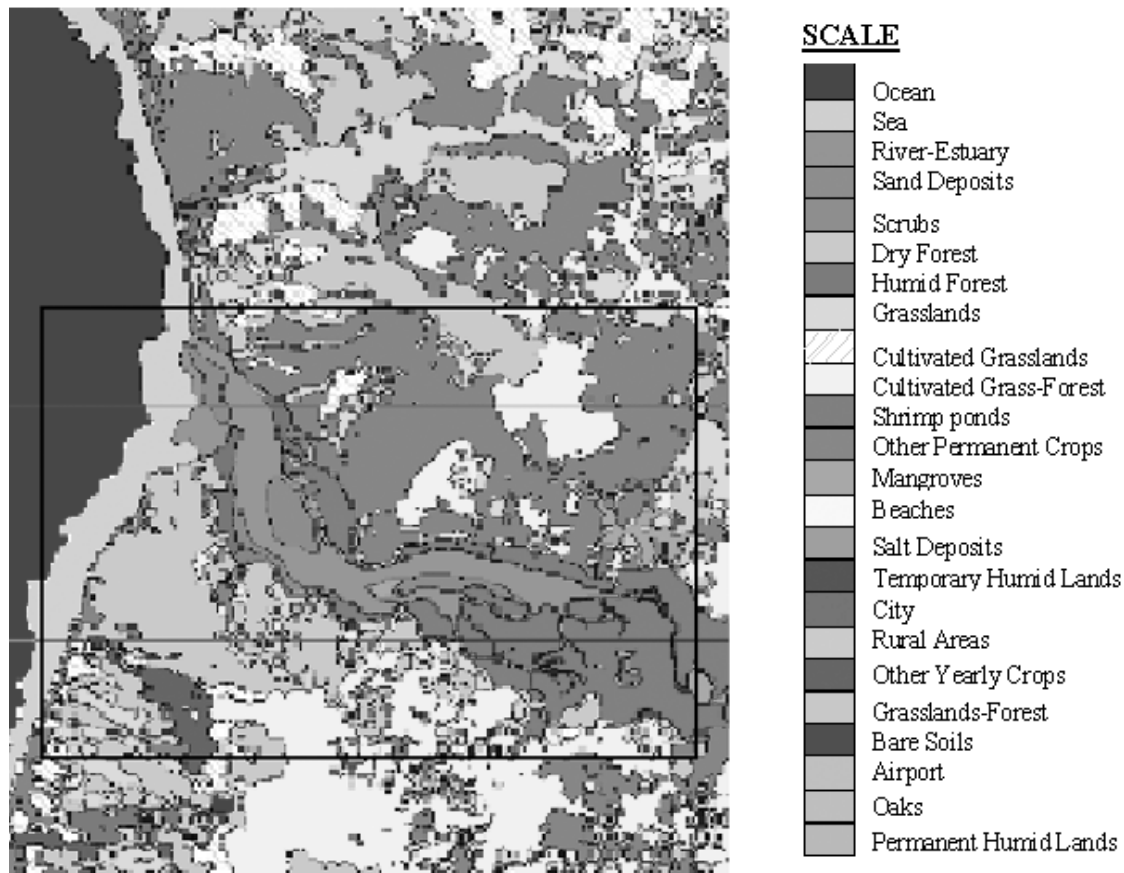 SCALE
Ocean
Sea
River-Estuary
Sand Deposits
Scrubs
Dry Forest
Humid Forest
Grasslands
Cultivated Grasslands
Cultivated Grass-Forest
Shrimp ponds
Other Permanent Crops
Mangroves
Beaches
Salt Deposits
Temporary Humid Lands
City
Rural Areas
Other Yearly Crops
Grasslands-Forest
Bare Soils
Airport
Oaks
Permanent Humid Lands